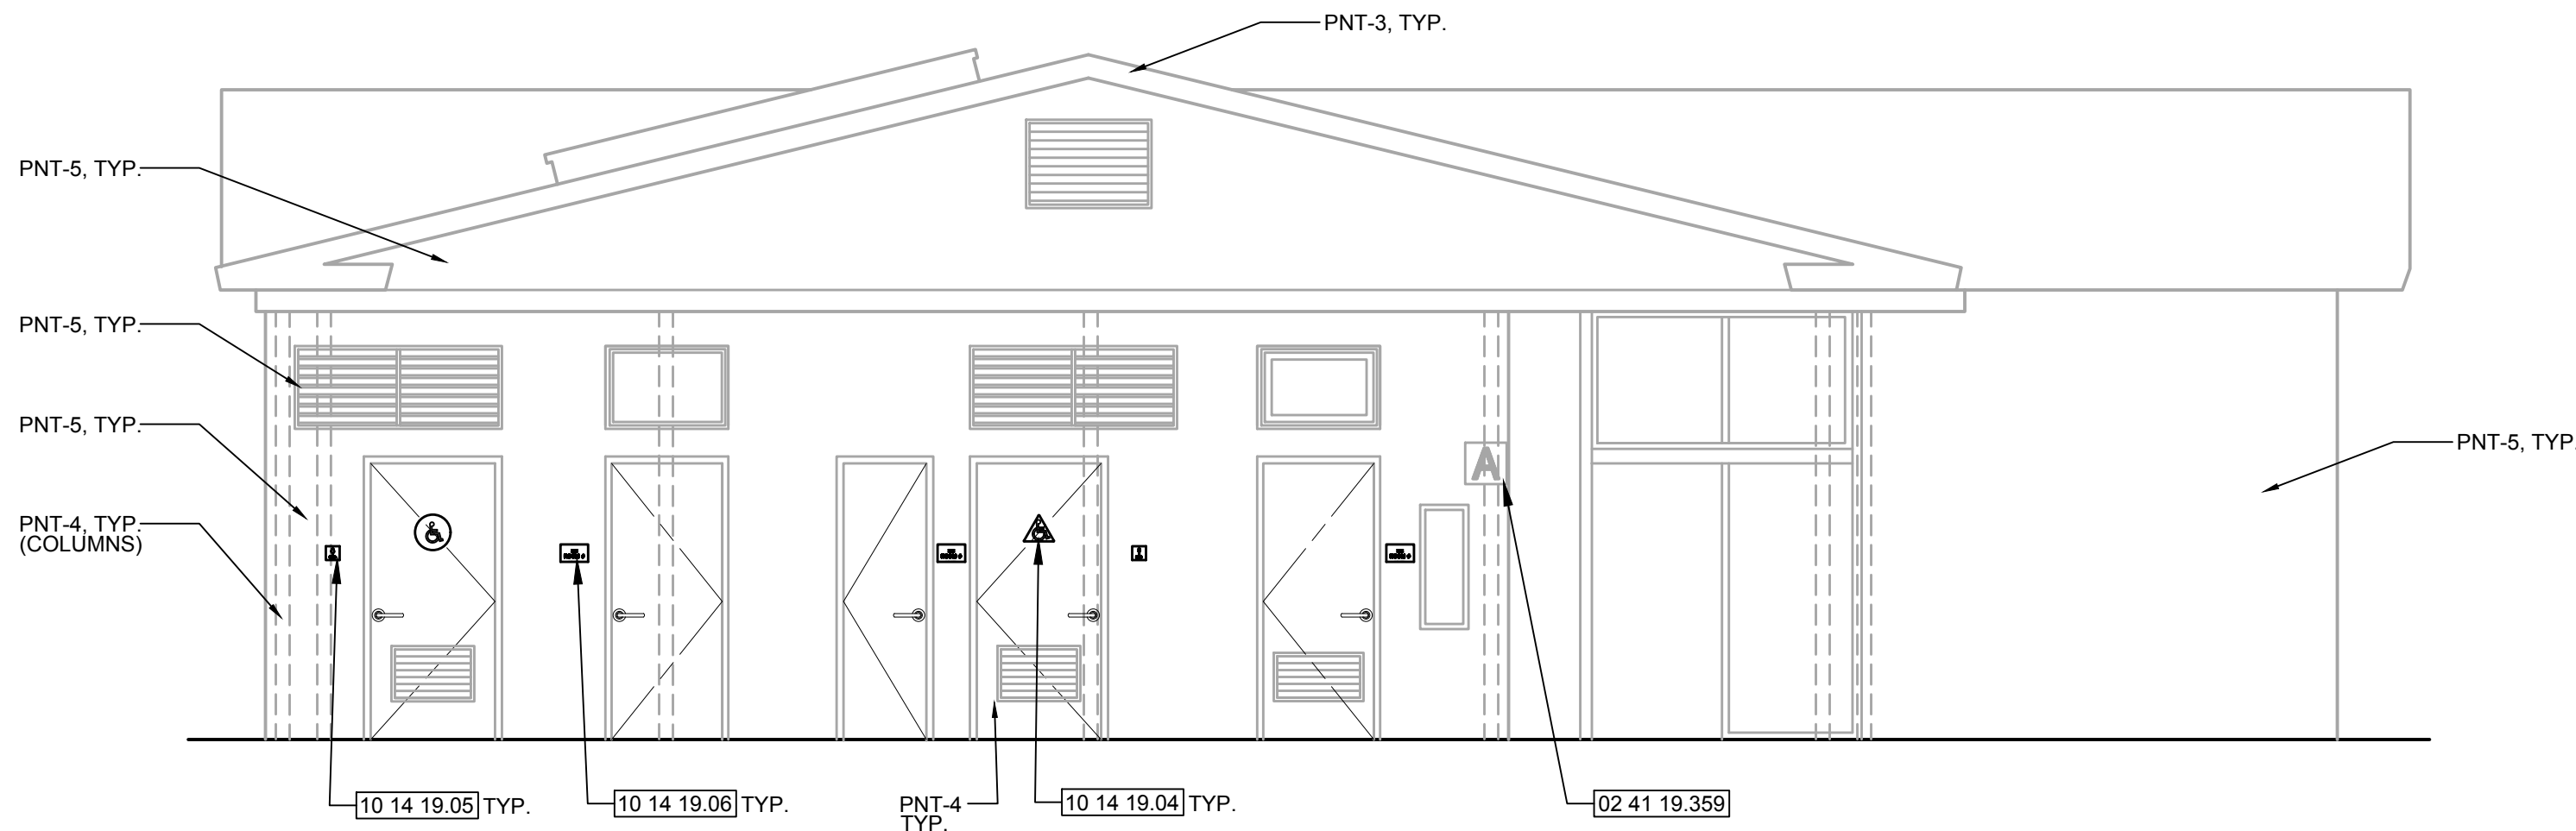 PNT-3, TYP.
PNT-5, TYP.
PNT-5, TYP.
PNT-5, TYP.
PNT-5, TYP.
PNT-4, TYP.
(COLUMNS)
A
10 14 19.05 TYP.
10 14 19.06 TYP.
PNT-4
TYP.
10 14 19.04 TYP.
02 41 19.359